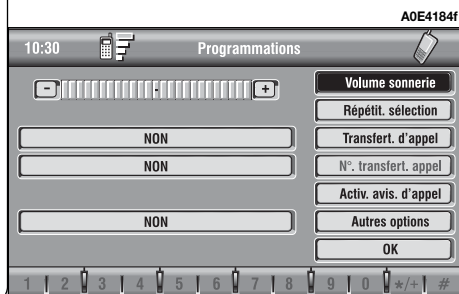 A0E4184f
10:30 Programmations
- + Volume sonnerie
Répétit. sélection
NON Transfert. d'appel
NON N°. transfert. appel
Activ. avis. d'appel
NON Autres options
OK
1 2 3 4 5 6 7 8 9 0 */+ #